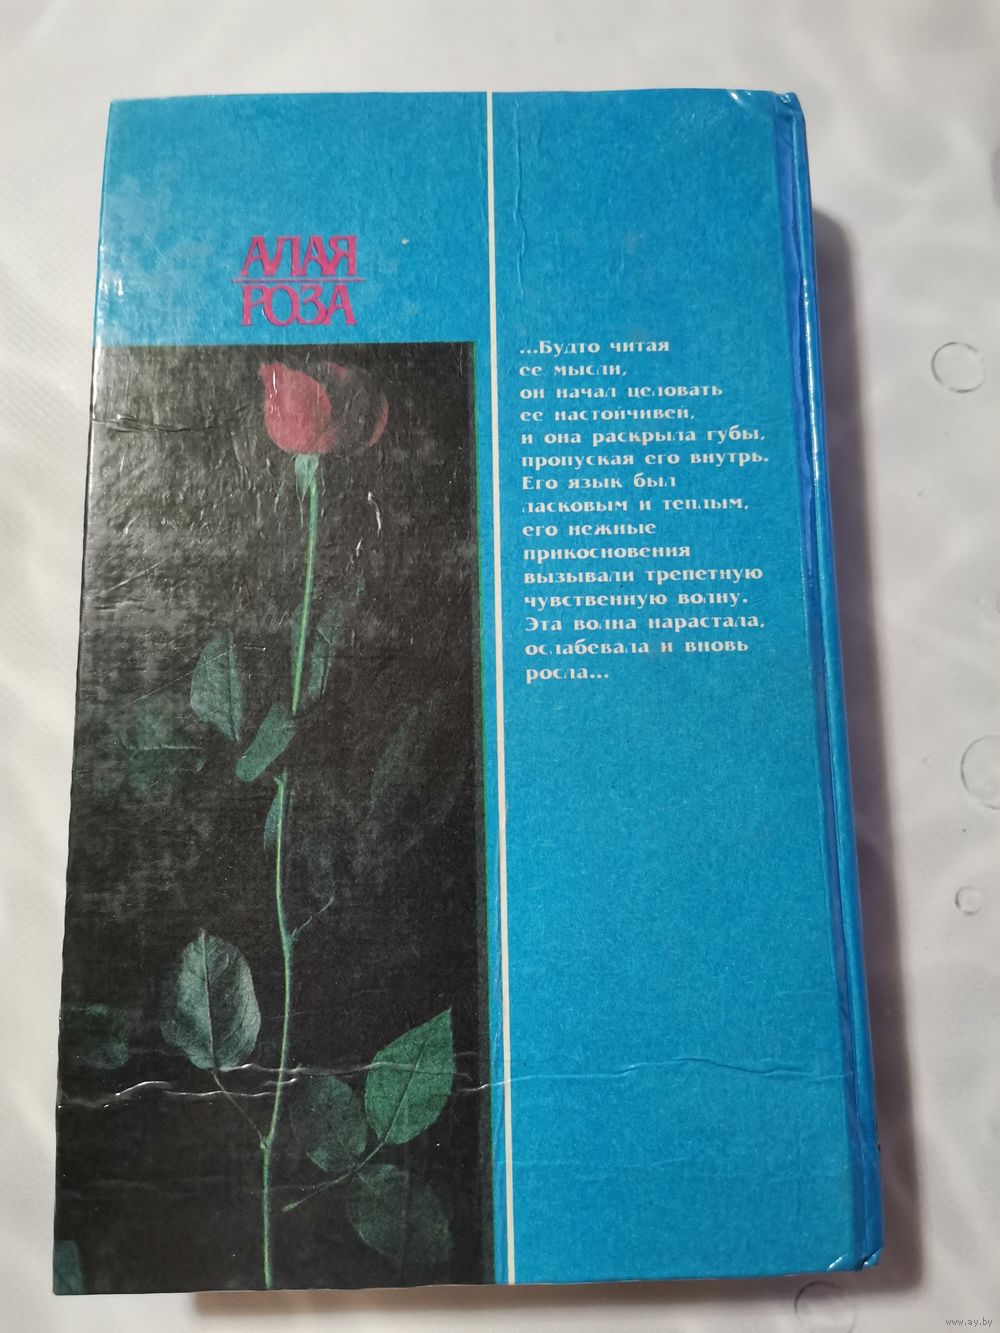 АЛАЯ
РОЗА
...Будто читая
ее мысли,
он начал целовать
ее настойчивей,
и она раскрыла губы,
пропуская его внутрь.
Его язык был
ласковым и теплым,
его нежные
прикосновения
вызывали трепетную
чувственную волну.
Эта волна нарастала,
ослабевала и вновь
росла...
www.ay.by